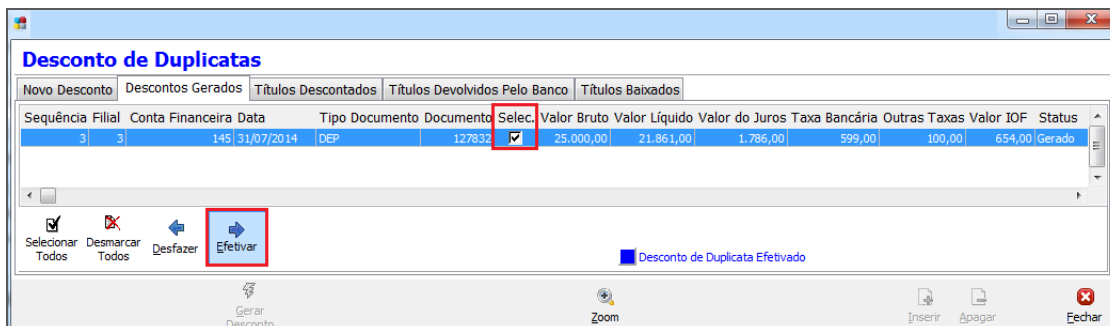 Desconto de Duplicatas
Novo Desconto Descontos Gerados Títulos Descontados Títulos Devolvidos Pelo Banco Títulos Baixados
Sequência Filial Conta Financeira Data Tipo Documento Documento Selec. Valor Bruto Valor Líquido Valor do Juros Taxa Bancária Outras Taxas Valor IOF Status
3 3 145 31/07/2014 DEP 127832 25.000,00 21.861,00 1.786,00 599,00 100,00 654,00 Gerado
Selecionar Todos Desmarcar Todos Desfazer Efetivar
Desconto de Duplicata Efetivado
Gerar Desconto Zoom Inserir Apagar Fechar